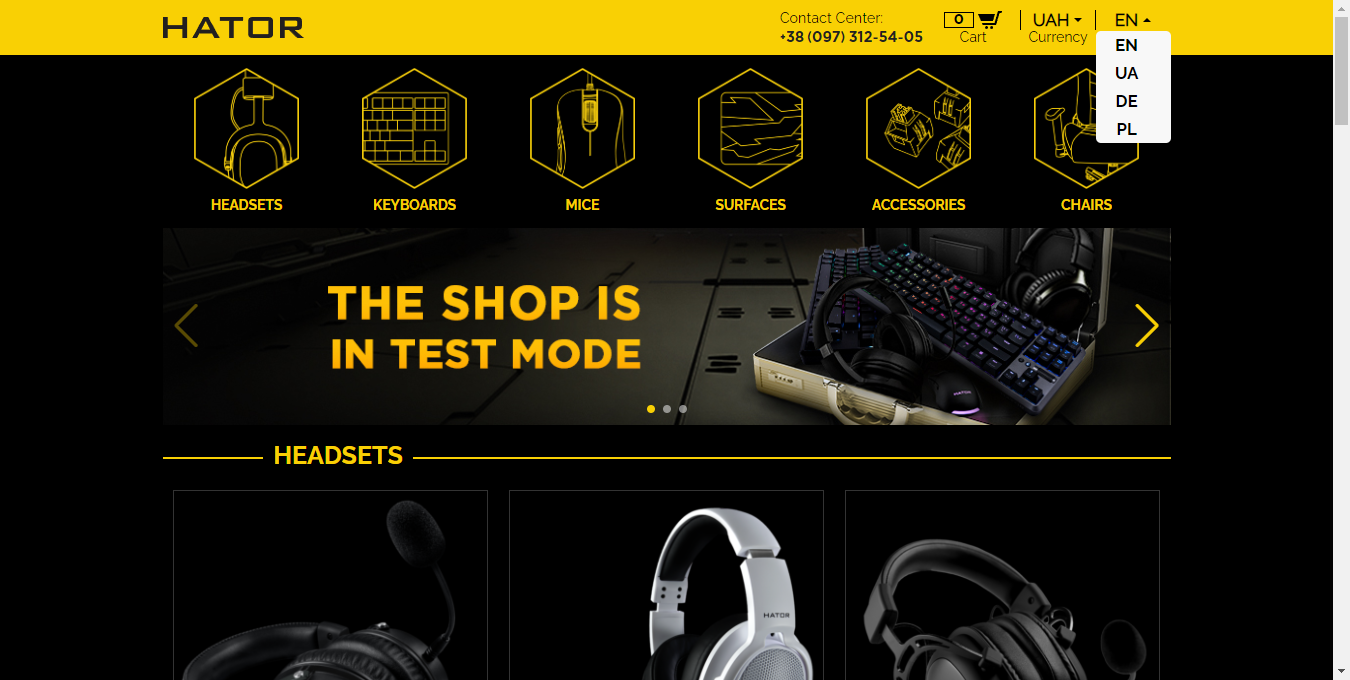 HATOR
Contact Center:
+38 (097) 312-54-05
0
Cart
UAH
Currency
EN
EN
UA
DE
PL
HEADSETS
KEYBOARDS
MICE
SURFACES
ACCESSORIES
CHAIRS
THE SHOP IS
IN TEST MODE
HATOR
HEADSETS
HATOR